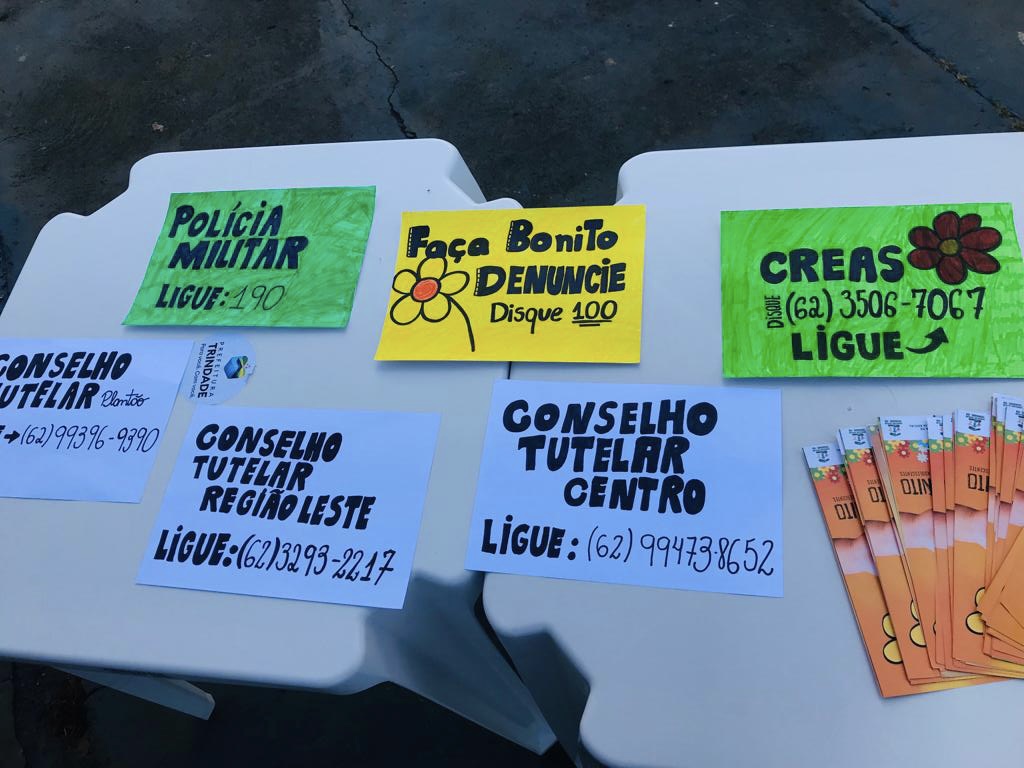 POLÍCIA
MILITAR
LIGUE: 190
Faça Bonito
DENUNCIE
Disque 100
CREAS
DISQUE (62) 3506-7067
LIGUE
CONSELHO
TUTELAR Plantão
(62) 99396-9390
PREFEITURA
TRINDADE
CONSELHO
TUTELAR
REGIÃO LESTE
LIGUE: (62) 3293-2217
CONSELHO
TUTELAR
CENTRO
LIGUE: (62) 99473-8652